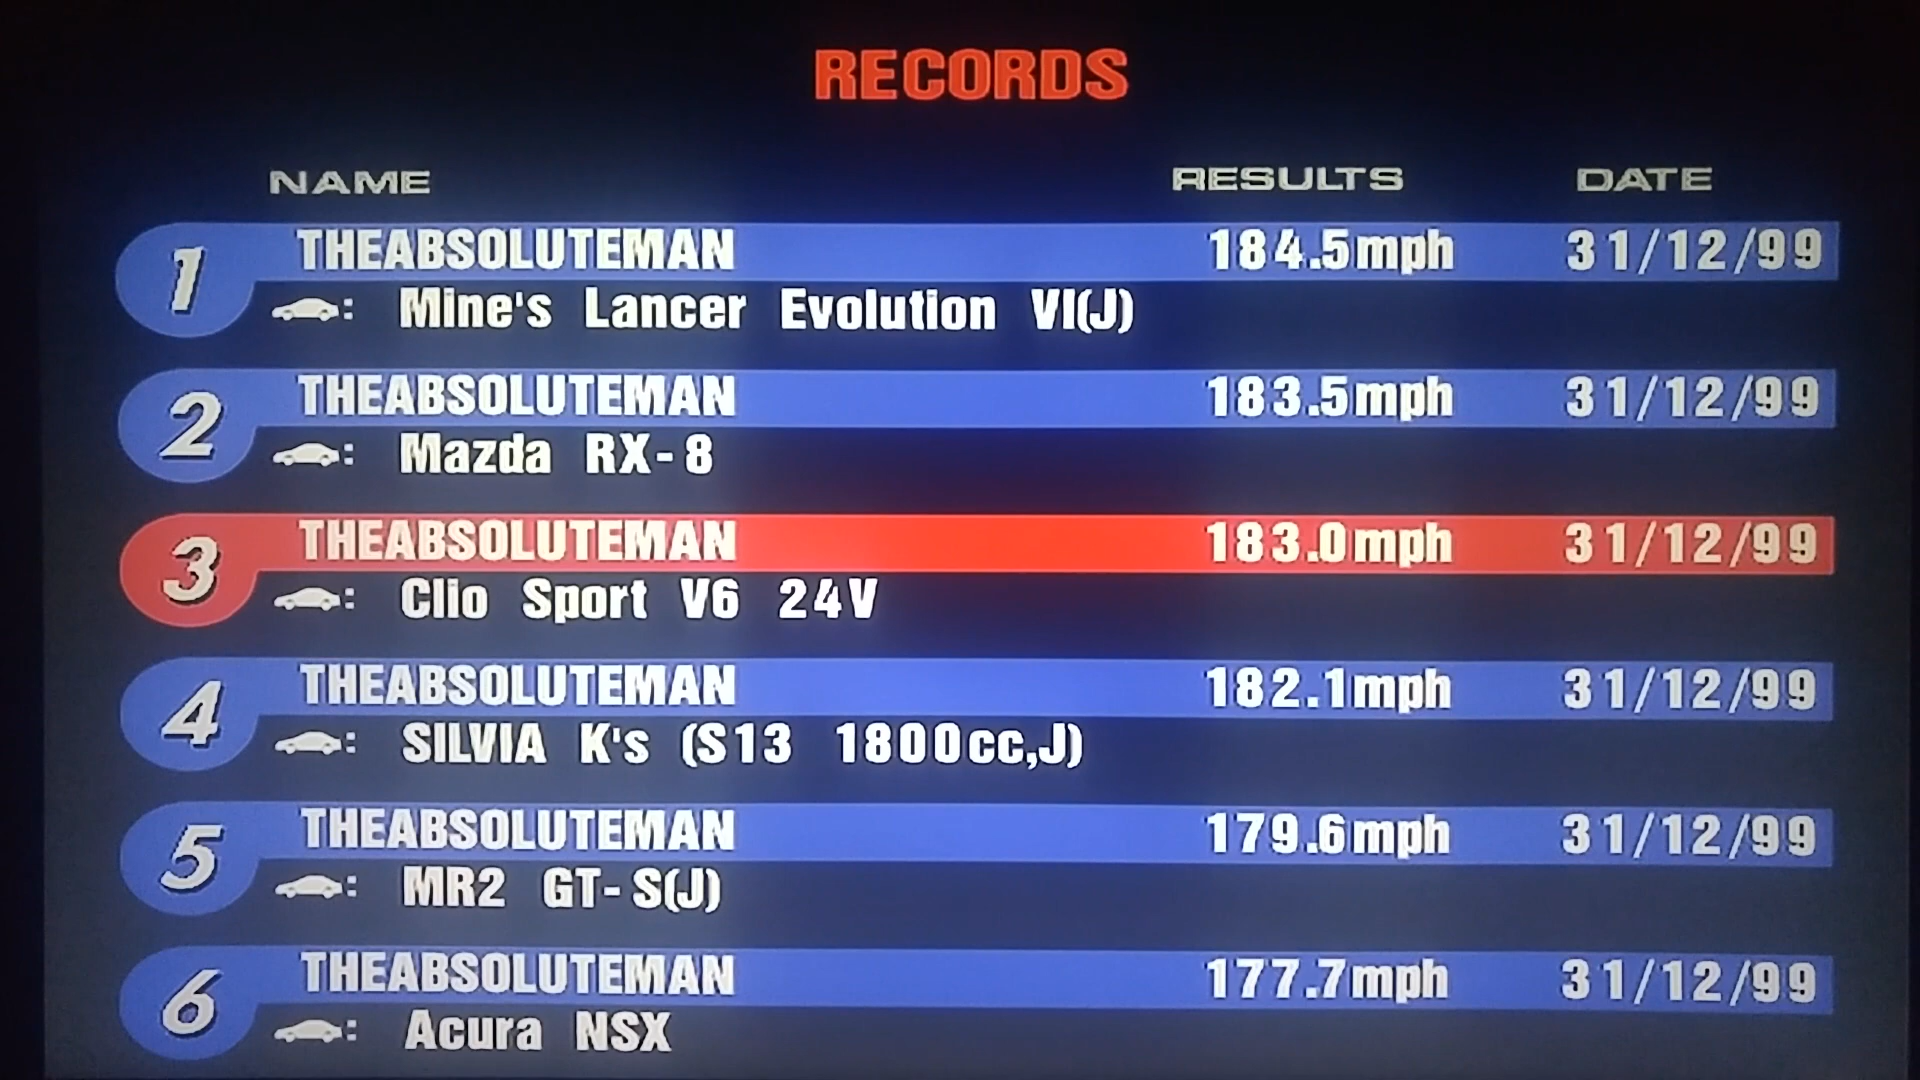 RECORDS
NAME RESULTS DATE
1 THEABSOLUTEMAN 184.5mph 31/12/99
: Mine's Lancer Evolution VI(J)
2 THEABSOLUTEMAN 183.5mph 31/12/99
: Mazda RX-8
3 THEABSOLUTEMAN 183.0mph 31/12/99
: Clio Sport V6 24V
4 THEABSOLUTEMAN 182.1mph 31/12/99
: SILVIA K's (S13 1800cc,J)
5 THEABSOLUTEMAN 179.6mph 31/12/99
: MR2 GT-S(J)
6 THEABSOLUTEMAN 177.7mph 31/12/99
: Acura NSX